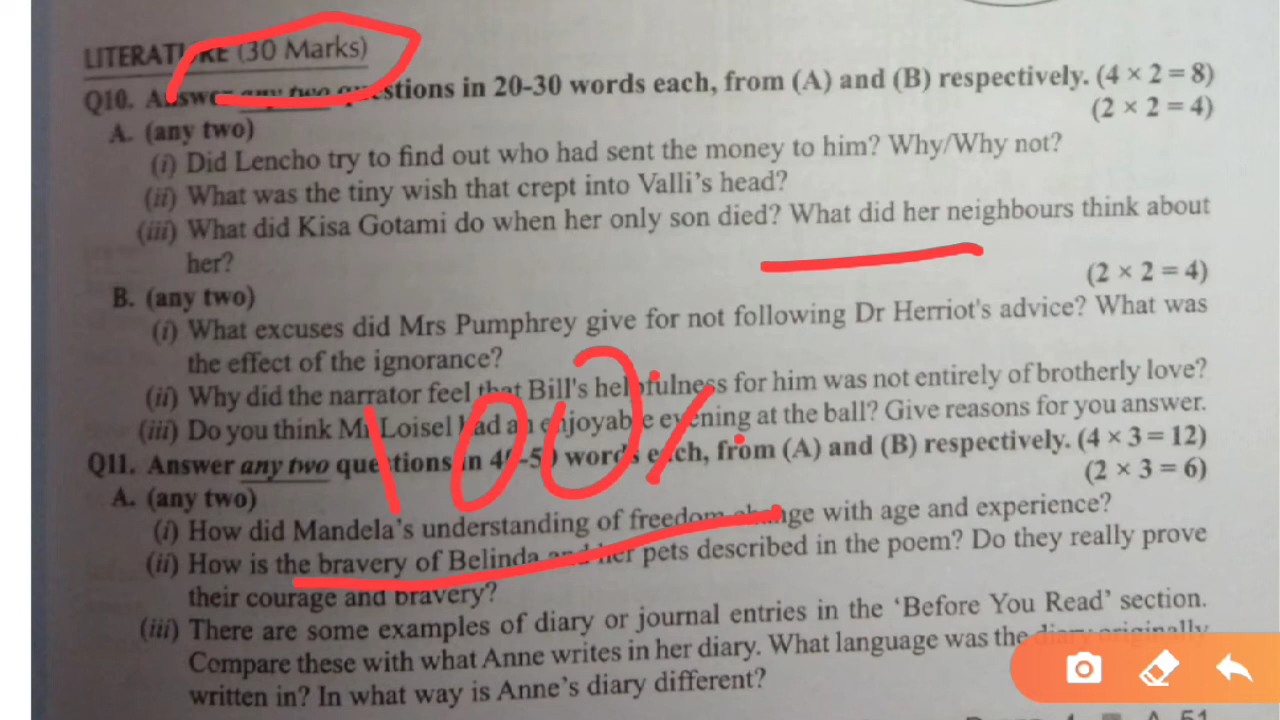 LITERATURE (30 Marks)
Q10. Answer any two questions in 20-30 words each, from (A) and (B) respectively. (4 × 2 = 8)
A. (any two) (2 × 2 = 4)
(i) Did Lencho try to find out who had sent the money to him? Why/Why not?
(ii) What was the tiny wish that crept into Valli's head?
(iii) What did Kisa Gotami do when her only son died? What did her neighbours think about
her? (2 × 2 = 4)
B. (any two)
(i) What excuses did Mrs Pumphrey give for not following Dr Herriot's advice? What was
the effect of the ignorance?
(ii) Why did the narrator feel that Bill's helpfulness for him was not entirely of brotherly love?
(iii) Do you think Mr Loisel had an enjoyable evening at the ball? Give reasons for you answer.
100%
Q11. Answer any two questions in 40-50 words each, from (A) and (B) respectively. (4 × 3 = 12)
A. (any two) (2 × 3 = 6)
(i) How did Mandela's understanding of freedom change with age and experience?
(ii) How is the bravery of Belinda and her pets described in the poem? Do they really prove
their courage and bravery?
(iii) There are some examples of diary or journal entries in the 'Before You Read' section.
Compare these with what Anne writes in her diary. What language was the diary originally
written in? In what way is Anne's diary different?